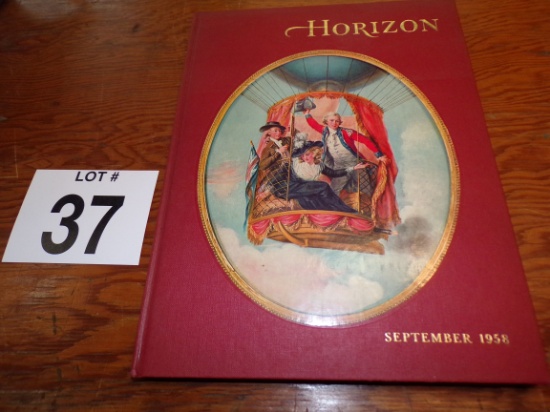 HORIZON
LOT #
37
SEPTEMBER 1958